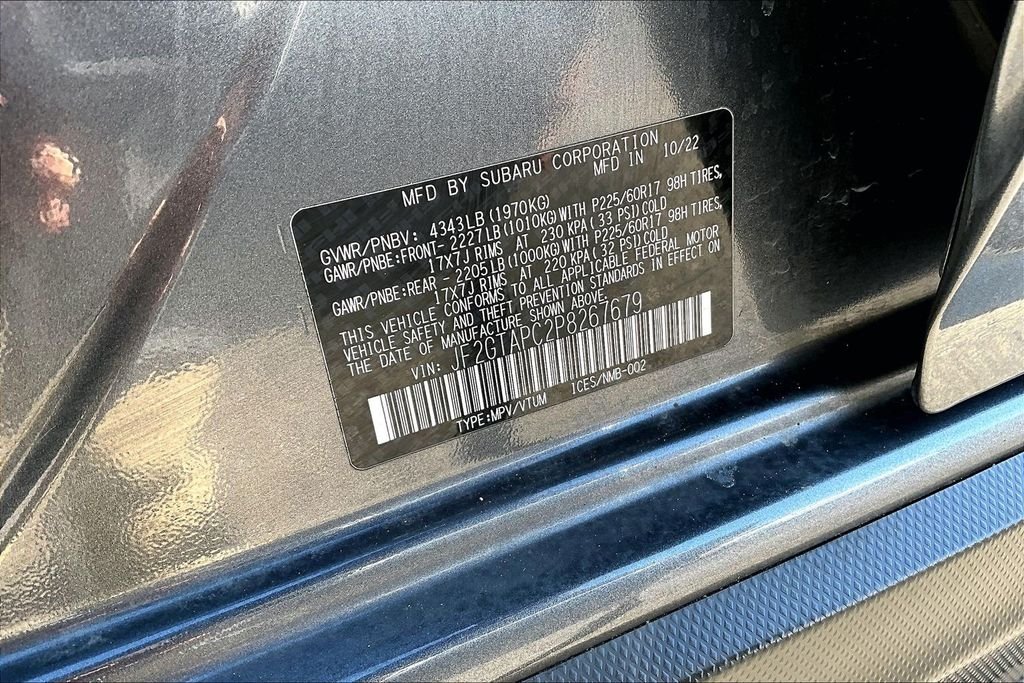 MFD BY SUBARU CORPORATION
MFD IN 10/22
GVWR/PNBV: 4343LB(1970KG)
GAWR/PNBE:FRONT- 2227LB(1010KG)WITH P225/60R17 98H TIRES,
17x7J RIMS AT 230 KPA(33 PSI)COLD
GAWR/PNBE:REAR - 2205LB(1000KG)WITH P225/60R17 98H TIRES,
17x7J RIMS AT 220 KPA(32 PSI)COLD
THIS VEHICLE CONFORMS TO ALL APPLICABLE FEDERAL MOTOR
VEHICLE SAFETY AND THEFT PREVENTION STANDARDS IN EFFECT ON
THE DATE OF MANUFACTURE SHOWN ABOVE.
VIN: JF2GTAPC2P8267679
TYPE:MPV/VTUM ICES/NMB-002